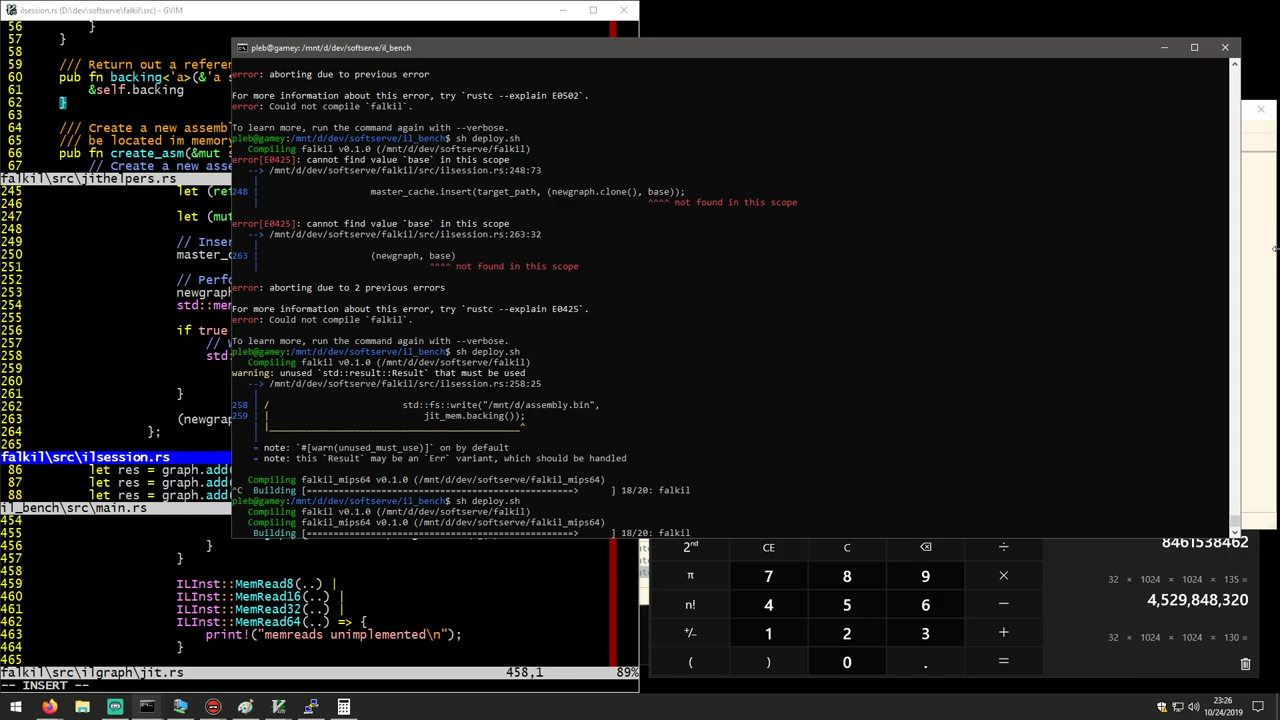 ilsession.rs (D:\dev\softserve\falkil\src) - GVIM
56 }
57 }
58
59 /// Return out a refere
60 pub fn backing<'a>(&'a s
61 &self.backing
62 }
63
64 /// Create a new assemb
65 /// be located im memory
66 pub fn create_asm(&mut s
67 // Create a new asse
falkil\src\jithelpers.rs
245 let (re
246
247 let (mut
248
249 // Inser
250 master_c
251
252 // Perfo
253 newgraph
254 std::mem
255
256 if true
257 // W
258 std:
259
260
261 }
262
263 (newgrap
264 };
265
falkil\src\ilsession.rs
86 let res = graph.add(
87 let res = graph.add(
88 let res = graph.add(
il_bench\src\main.rs
454
455 }
456 }
457 }
458
459 ILInst::MemRead8(..) |
460 ILInst::MemRead16(..) |
461 ILInst::MemRead32(..) |
462 ILInst::MemRead64(..) => {
463 print!("memreads unimplemented\n");
464 }
465
falkil\src\ilgraph\jit.rs 458,1 89%
-- INSERT --
pleb@gamey: /mnt/d/dev/softserve/il_bench
error: aborting due to previous error
For more information about this error, try `rustc --explain E0502`.
error: Could not compile `falkil`.
To learn more, run the command again with --verbose.
pleb@gamey:/mnt/d/dev/softserve/il_bench$ sh deploy.sh
Compiling falkil v0.1.0 (/mnt/d/dev/softserve/falkil)
error[E0425]: cannot find value `base` in this scope
--> /mnt/d/dev/softserve/falkil/src/ilsession.rs:248:73
|
248 | master_cache.insert(target_path, (newgraph.clone(), base));
| ^^^^ not found in this scope
error[E0425]: cannot find value `base` in this scope
--> /mnt/d/dev/softserve/falkil/src/ilsession.rs:263:32
|
263 | (newgraph, base)
| ^^^^ not found in this scope
error: aborting due to 2 previous errors
For more information about this error, try `rustc --explain E0425`.
error: Could not compile `falkil`.
To learn more, run the command again with --verbose.
pleb@gamey:/mnt/d/dev/softserve/il_bench$ sh deploy.sh
Compiling falkil v0.1.0 (/mnt/d/dev/softserve/falkil)
warning: unused `std::result::Result` that must be used
--> /mnt/d/dev/softserve/falkil/src/ilsession.rs:258:25
|
258 | / std::fs::write("/mnt/d/assembly.bin",
259 | | jit_mem.backing());
| |________________________________________________^
|
= note: `#[warn(unused_must_use)]` on by default
= note: this `Result` may be an `Err` variant, which should be handled
Compiling falkil_mips64 v0.1.0 (/mnt/d/dev/softserve/falkil_mips64)
^C Building [===================================================> ] 18/20: falkil
pleb@gamey:/mnt/d/dev/softserve/il_bench$ sh deploy.sh
Compiling falkil v0.1.0 (/mnt/d/dev/softserve/falkil)
Compiling falkil_mips64 v0.1.0 (/mnt/d/dev/softserve/falkil_mips64)
Building [===================================================> ] 18/20: falkil
2nd CE C ⌫ ÷
π 7 8 9 ×
n! 4 5 6 −
+/− 1 2 3 +
( ) 0 . =
8461538462
32 × 1024 × 1024 × 135 =
4,529,848,320
32 × 1024 × 1024 × 130 =
23:26
10/24/2019